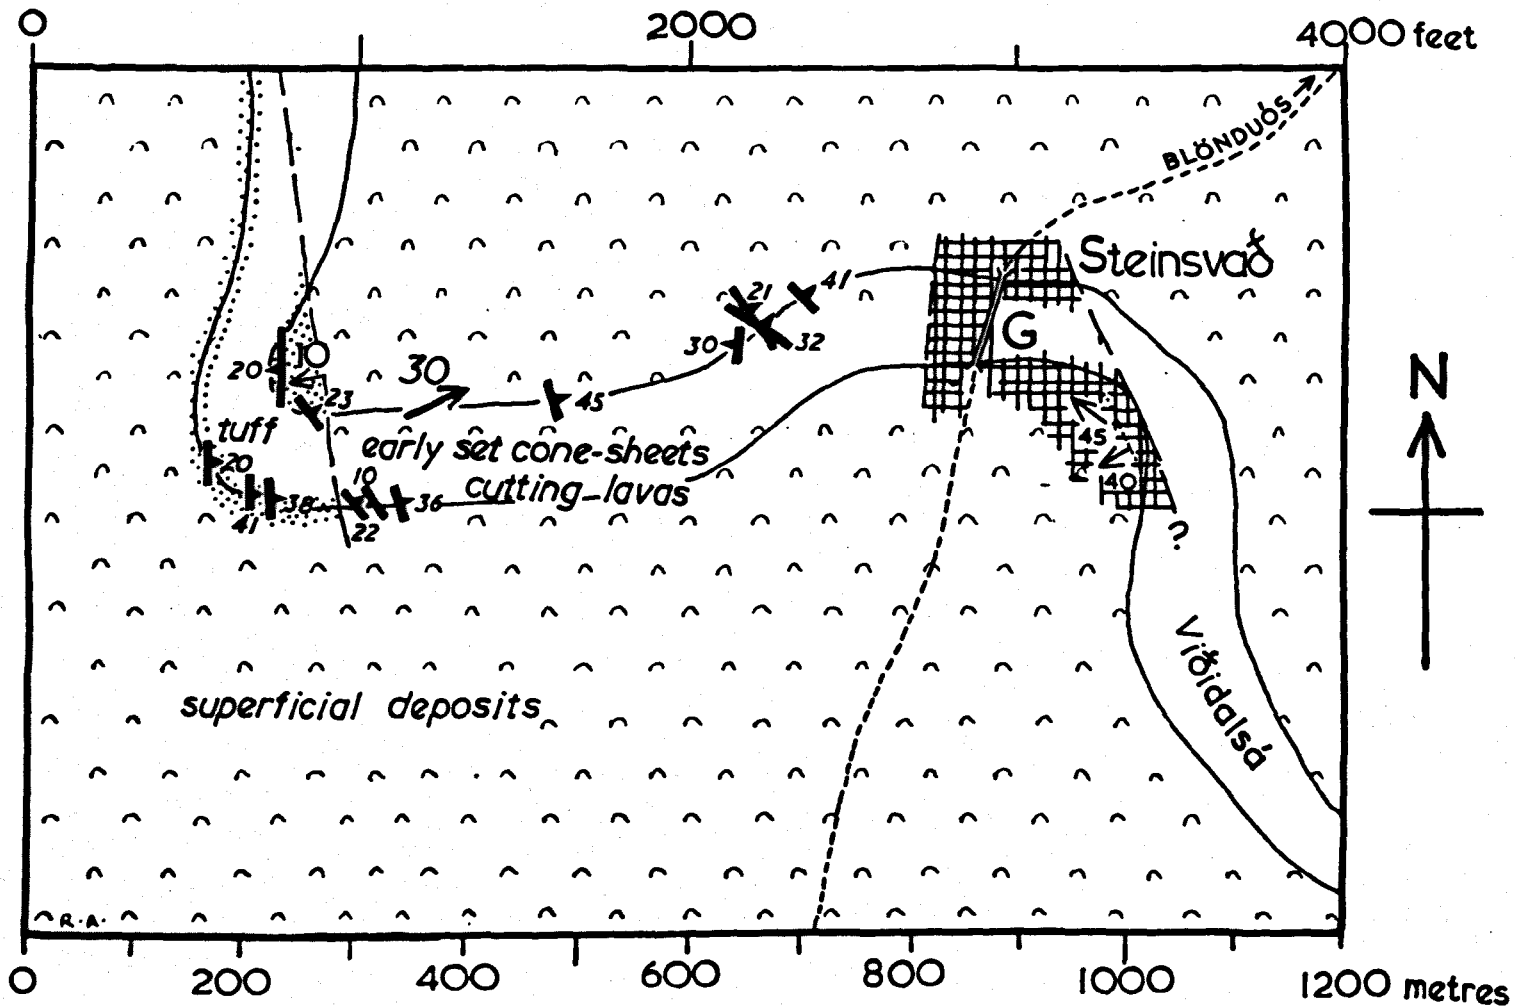 0 2000 4000 feet
BLÖNDUÓS
Steinsvað
21 41
30 32
G
20 10
30
23
45
tuff
early set cone-sheets
cutting lavas
20
10
38 36
41 22
45
40
?
N
Víðidalsá
superficial deposits
R.A.
0 200 400 600 800 1000 1200 metres